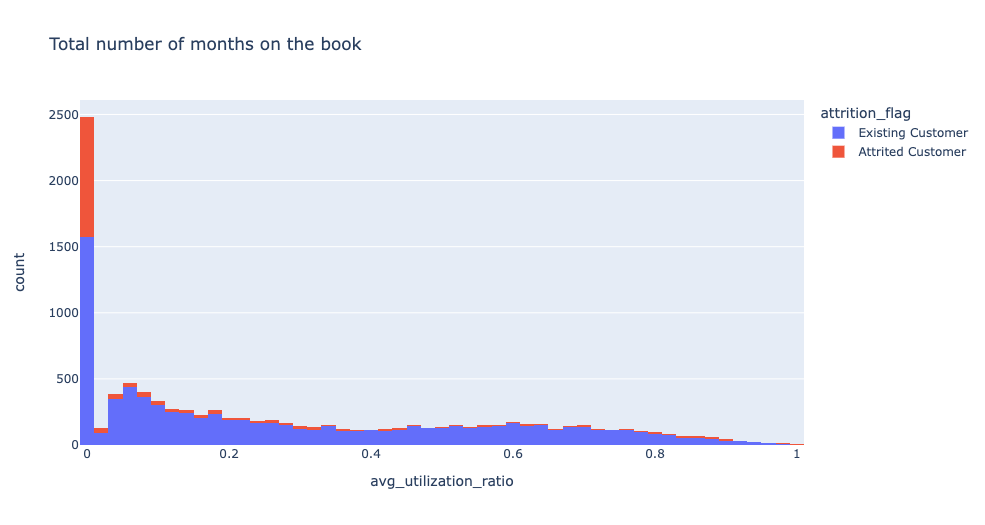 Total number of months on the book
attrition_flag
Existing Customer
Attrited Customer
count
2500
2000
1500
1000
500
0
0 0.2 0.4 0.6 0.8 1
avg_utilization_ratio